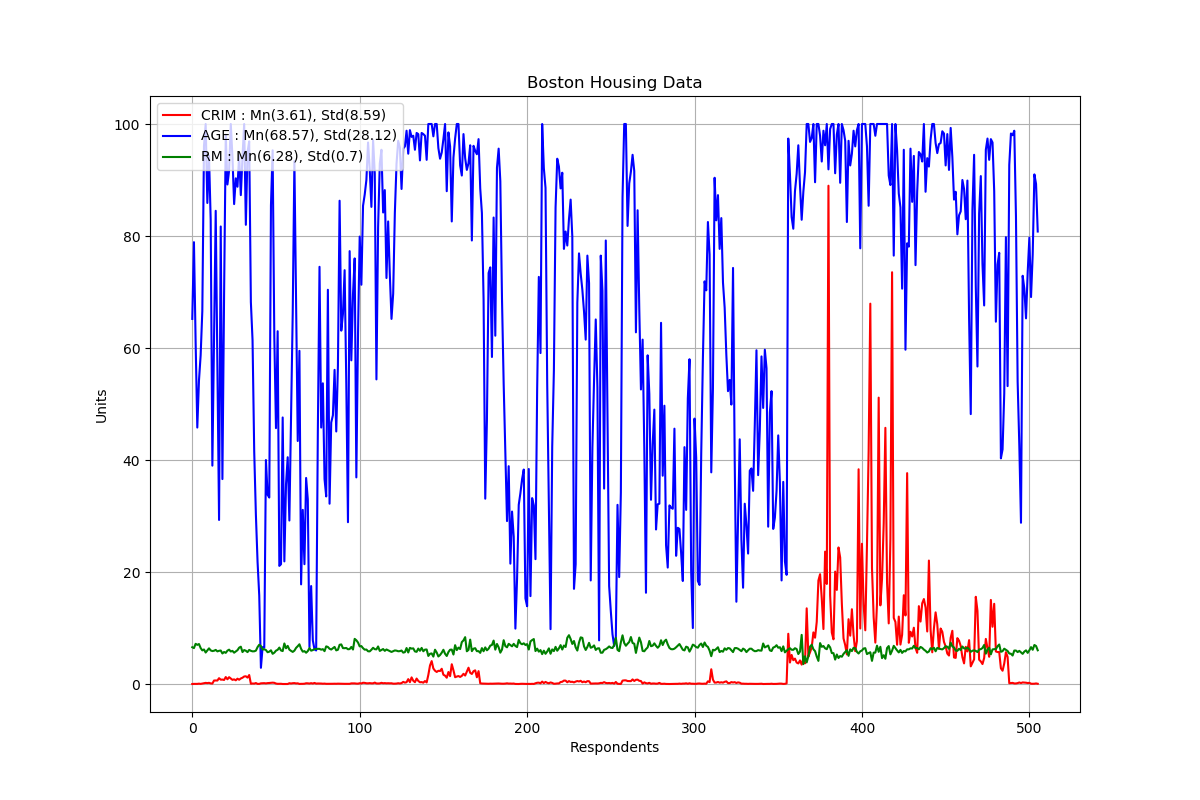 Boston Housing Data
CRIM : Mn(3.61), Std(8.59)
AGE : Mn(68.57), Std(28.12)
RM : Mn(6.28), Std(0.7)
Units
100
80
60
40
20
0
0 100 200 300 400 500
Respondents